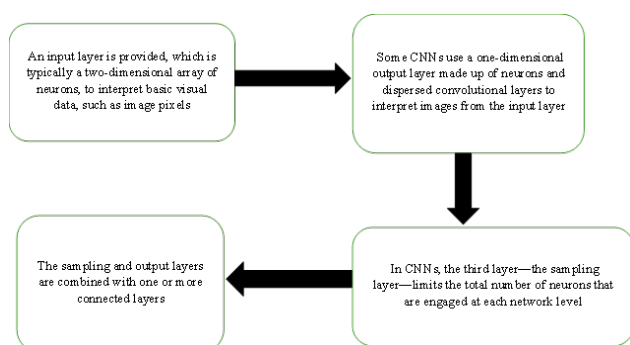 An input layer is provided, which is
typically a two-dimensional array of
neurons, to interpret basic visual
data, such as image pixels
Some CNNs use a one-dimensional
output layer made up of neurons and
dispersed convolutional layers to
interpret images from the input layer
In CNNs, the third layer—the sampling
layer—limits the total number of neurons that
are engaged at each network level
The sampling and output layers
are combined with one or more
connected layers